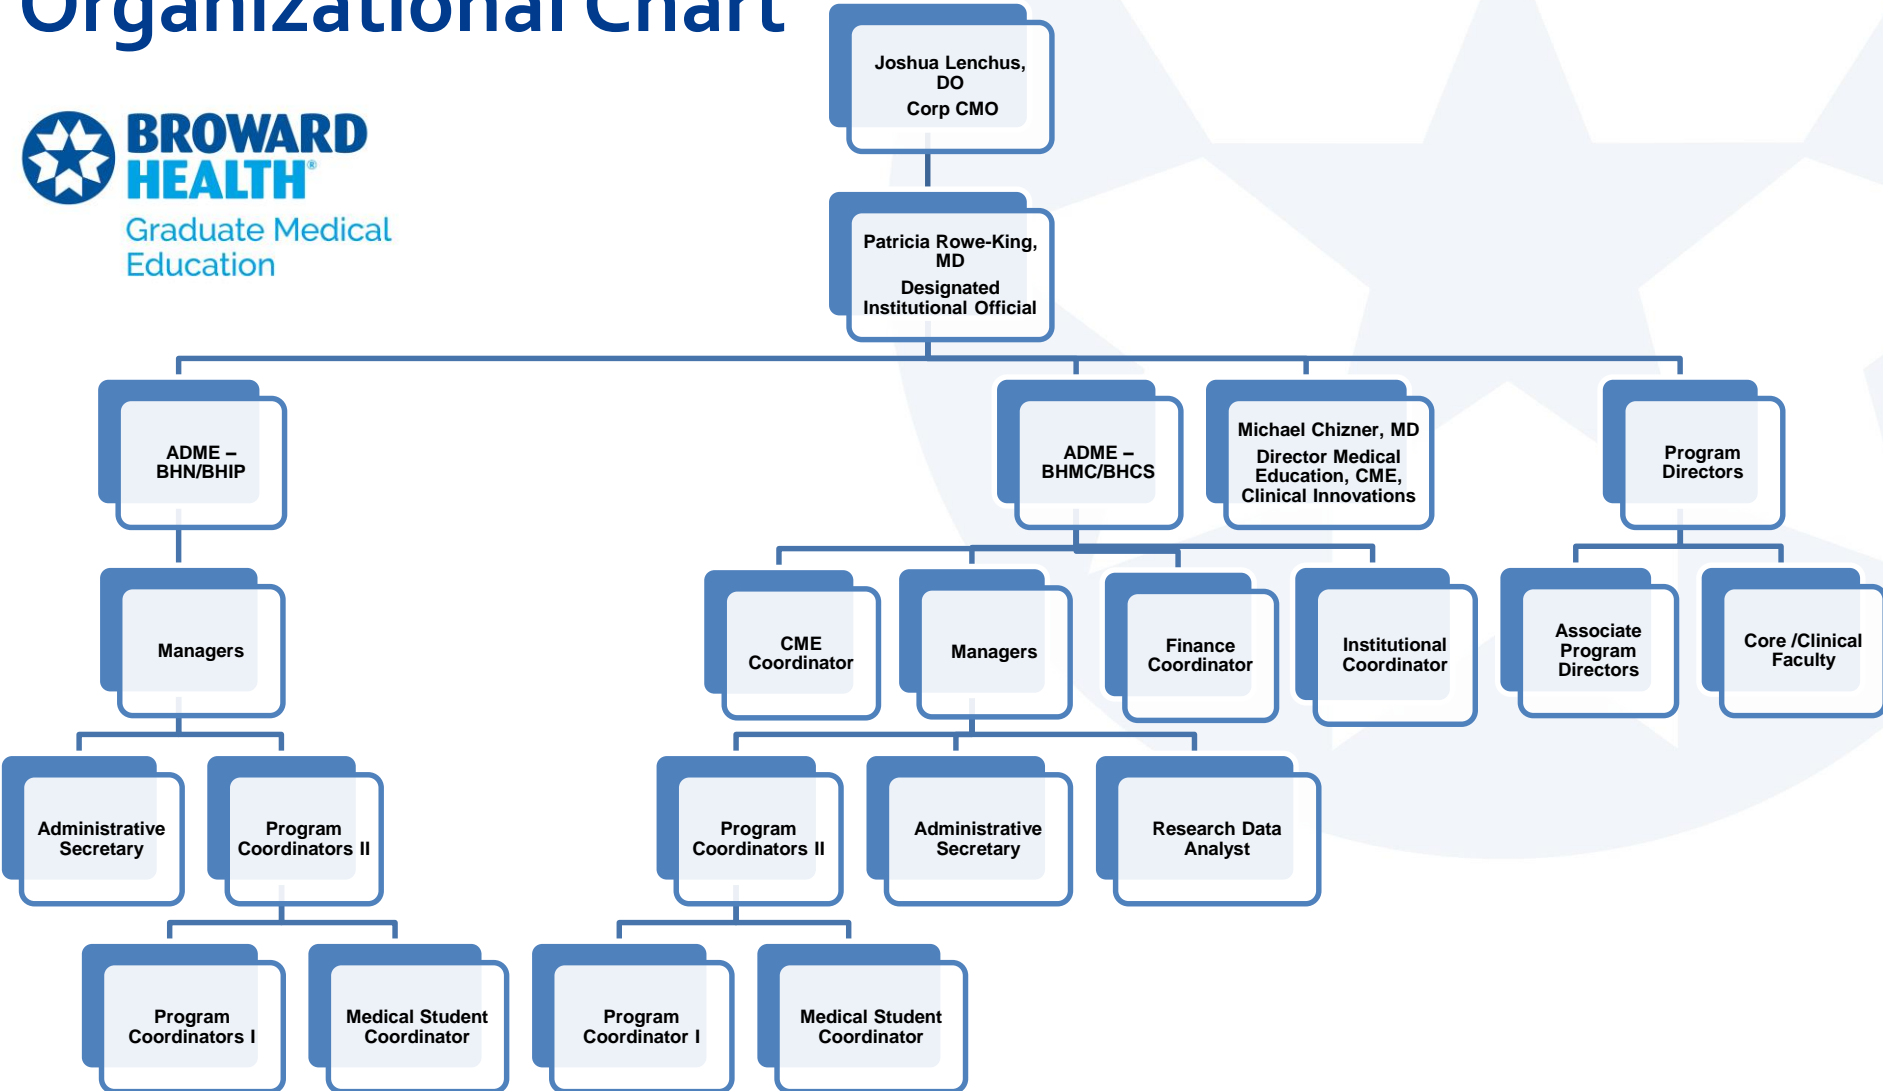 Organizational Chart
BROWARD
HEALTH®
Graduate Medical
Education
Joshua Lenchus,
DO
Corp CMO
Patricia Rowe-King,
MD
Designated
Institutional Official
ADME –
BHN/BHIP
ADME –
BHMC/BHCS
Michael Chizner, MD
Director Medical
Education, CME,
Clinical Innovations
Program
Directors
Managers
CME
Coordinator
Managers
Finance
Coordinator
Institutional
Coordinator
Associate
Program
Directors
Core /Clinical
Faculty
Administrative
Secretary
Program
Coordinators II
Program
Coordinators II
Administrative
Secretary
Research Data
Analyst
Program
Coordinators I
Medical Student
Coordinator
Program
Coordinator I
Medical Student
Coordinator